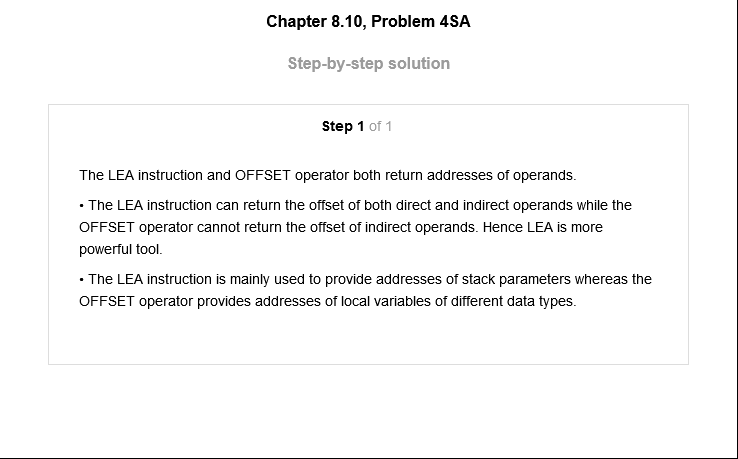 Chapter 8.10, Problem 4SA
Step-by-step solution
Step 1 of 1
The LEA instruction and OFFSET operator both return addresses of operands.
• The LEA instruction can return the offset of both direct and indirect operands while the
OFFSET operator cannot return the offset of indirect operands. Hence LEA is more
powerful tool.
• The LEA instruction is mainly used to provide addresses of stack parameters whereas the
OFFSET operator provides addresses of local variables of different data types.